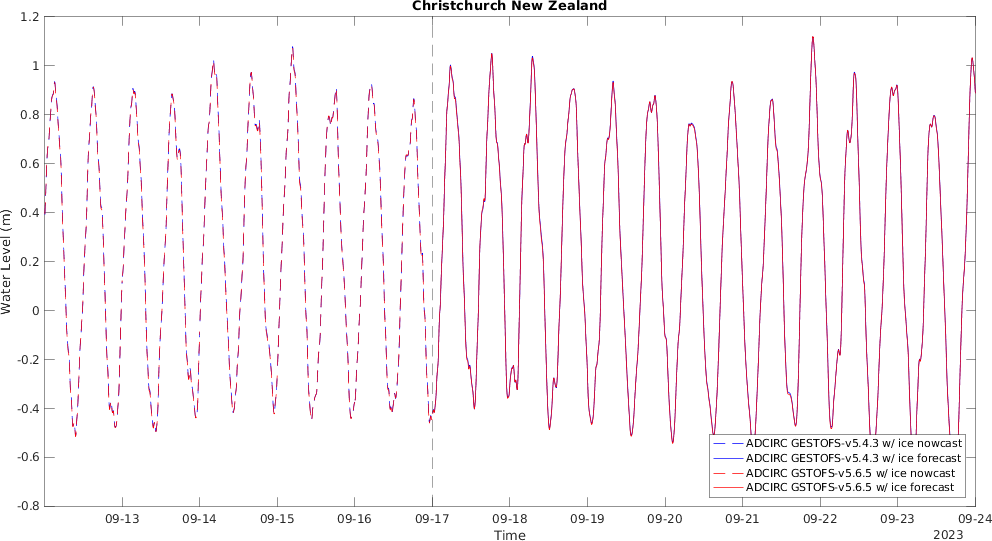 Christchurch New Zealand
1.2
1
0.8
0.6
0.4
0.2
0
-0.2
-0.4
-0.6
-0.8
Water Level (m)
ADCIRC GESTOFS-v5.4.3 w/ ice nowcast
ADCIRC GESTOFS-v5.4.3 w/ ice forecast
ADCIRC GSTOFS-v5.6.5 w/ ice nowcast
ADCIRC GSTOFS-v5.6.5 w/ ice forecast
09-13 09-14 09-15 09-16 09-17 09-18 09-19 09-20 09-21 09-22 09-23 09-24
Time
2023